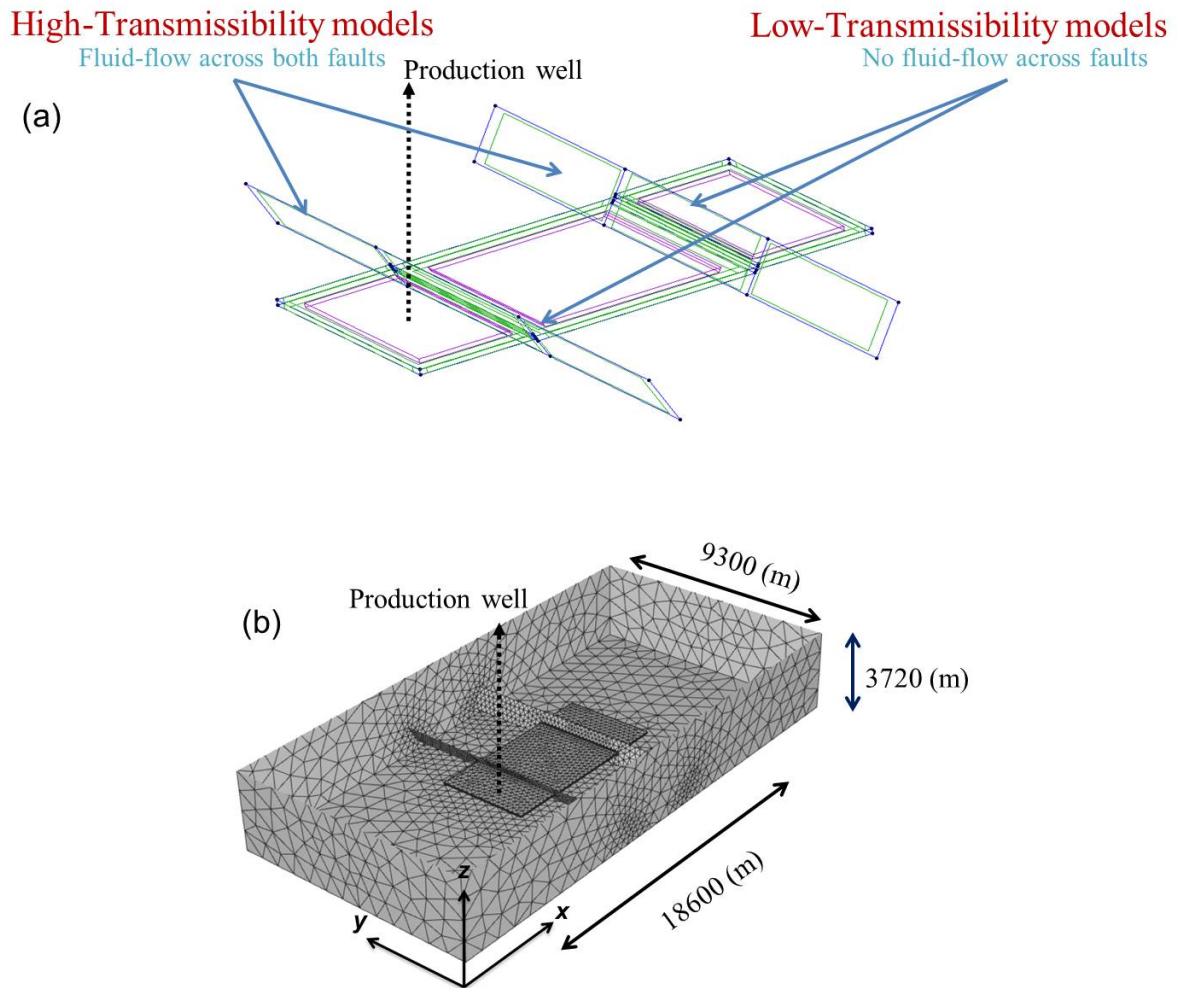 High-Transmissibility models
Fluid-flow across both faults
Low-Transmissibility models
No fluid-flow across faults
Production well
(a)
9300 (m)
Production well
(b)
3720 (m)
18600 (m)
z
x
y